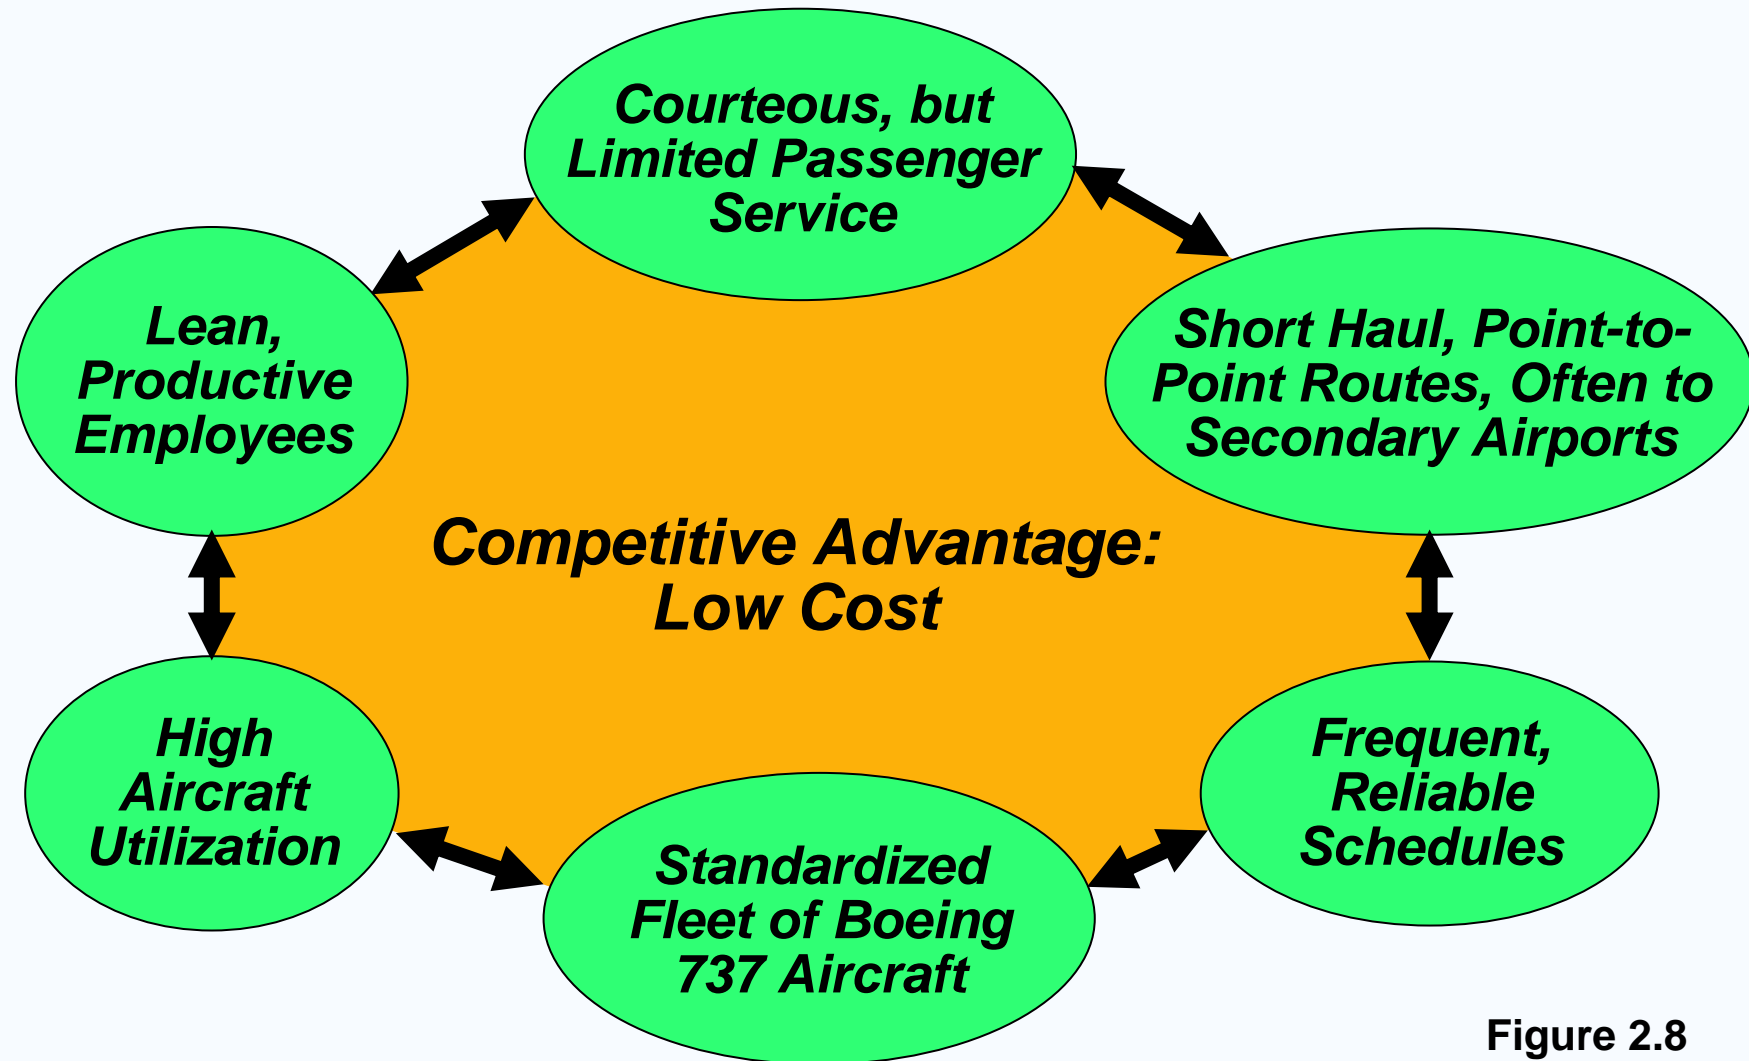 Courteous, but
Limited Passenger
Service
Lean,
Productive
Employees
Short Haul, Point-to-
Point Routes, Often to
Secondary Airports
Competitive Advantage:
Low Cost
High
Aircraft
Utilization
Frequent,
Reliable
Schedules
Standardized
Fleet of Boeing
737 Aircraft
Figure 2.8